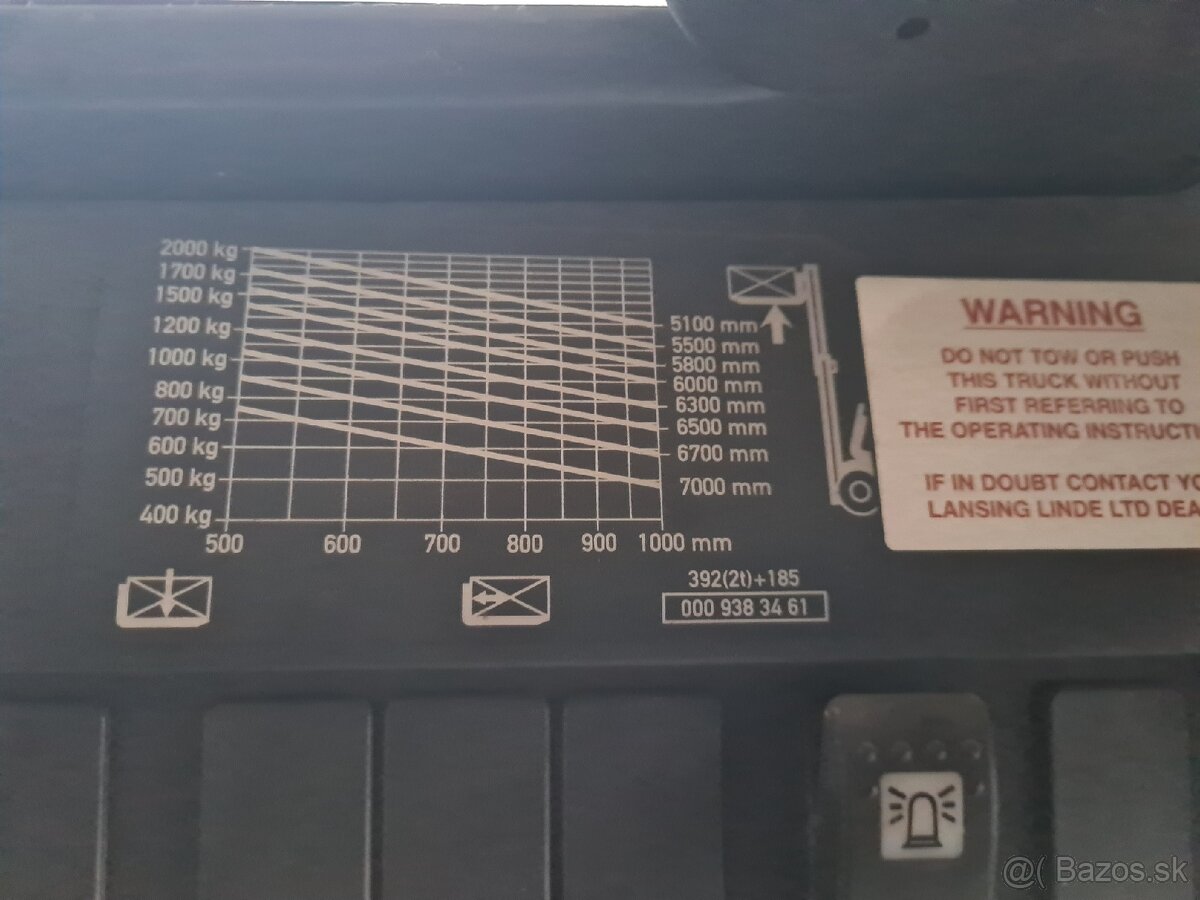 2000 kg
1700 kg
1500 kg
1200 kg
1000 kg
800 kg
700 kg
600 kg
500 kg
400 kg
500 600 700 800 900 1000 mm
5100 mm
5500 mm
5800 mm
6000 mm
6300 mm
6500 mm
6700 mm
7000 mm
392(2t)+185
000 938 34 61
WARNING
DO NOT TOW OR PUSH
THIS TRUCK WITHOUT
FIRST REFERRING TO
THE OPERATING INSTRUCTI
IF IN DOUBT CONTACT YO
LANSING LINDE LTD DEA
@( Bazos.sk